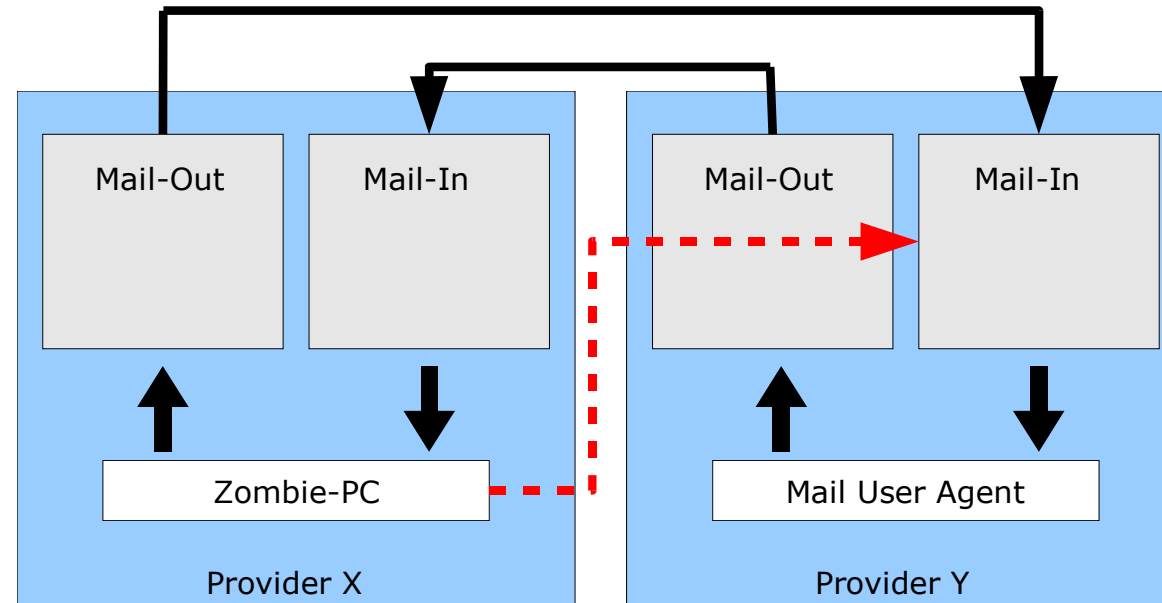 Mail-Out
Mail-In
Mail-Out
Mail-In
Zombie-PC
Mail User Agent
Provider X
Provider Y